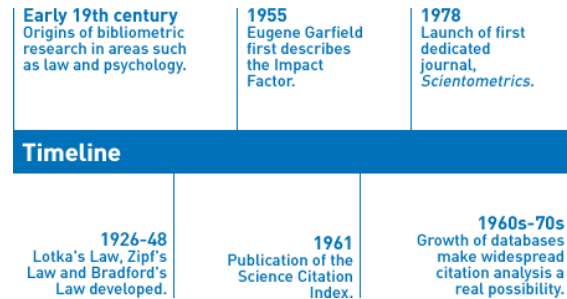 Early 19th century
Origins of bibliometric
research in areas such
as law and psychology.
1955
Eugene Garfield
first describes
the Impact
Factor.
1978
Launch of first
dedicated
journal,
Scientometrics.
Timeline
1926-48
Lotka's Law, Zipf's
Law and Bradford's
Law developed.
1961
Publication of the
Science Citation
Index.
1960s-70s
Growth of databases
make widespread
citation analysis a
real possibility.